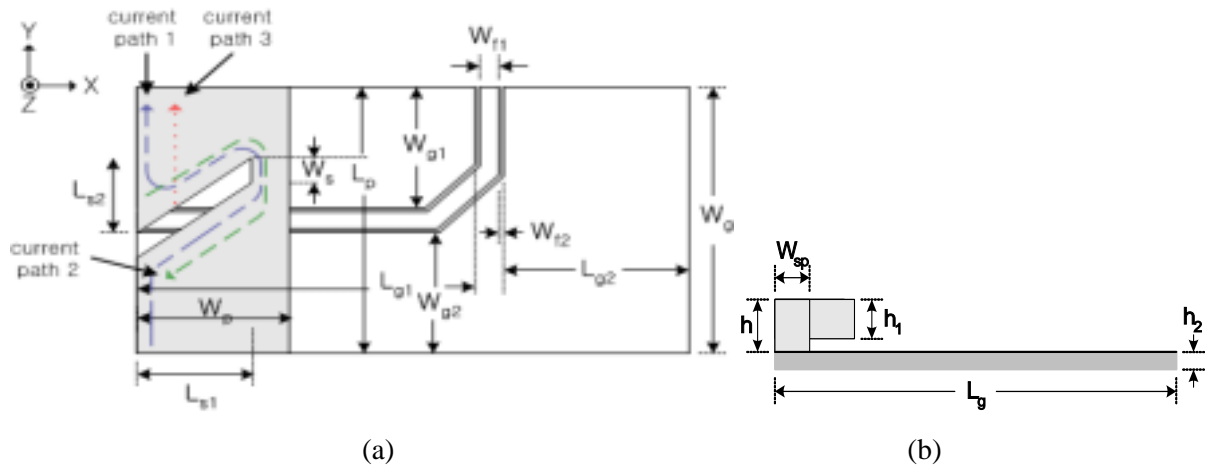 current
path 1
current
path 3
Y
X
Z
W_f1
W_g1
W_s
L_p
L_s2
W_g
W_f2
current
path 2
L_g1
L_g2
W_p
W_g2
L_s1
W_sp
h
h_1
h_2
L_g
(a)
(b)